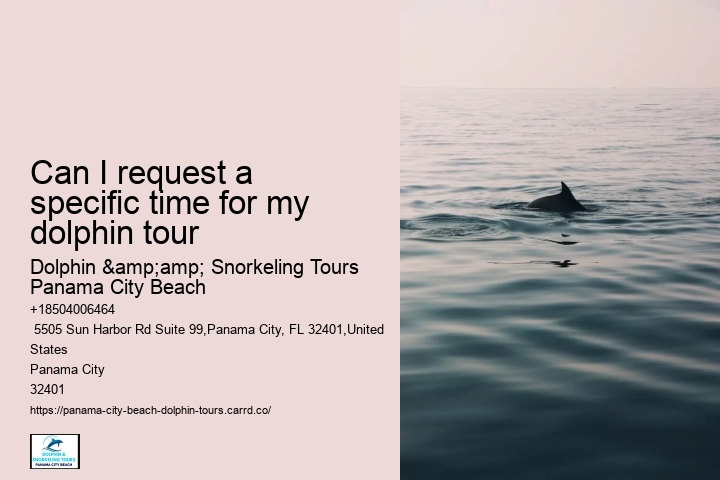 Can I request a
specific time for my
dolphin tour
Dolphin &amp;amp; Snorkeling Tours
Panama City Beach
+18504006464
5505 Sun Harbor Rd Suite 99,Panama City, FL 32401,United
States
Panama City
32401
https://panama-city-beach-dolphin-tours.carrd.co/
DOLPHIN &
SNORKELING TOURS
PANAMA CITY BEACH